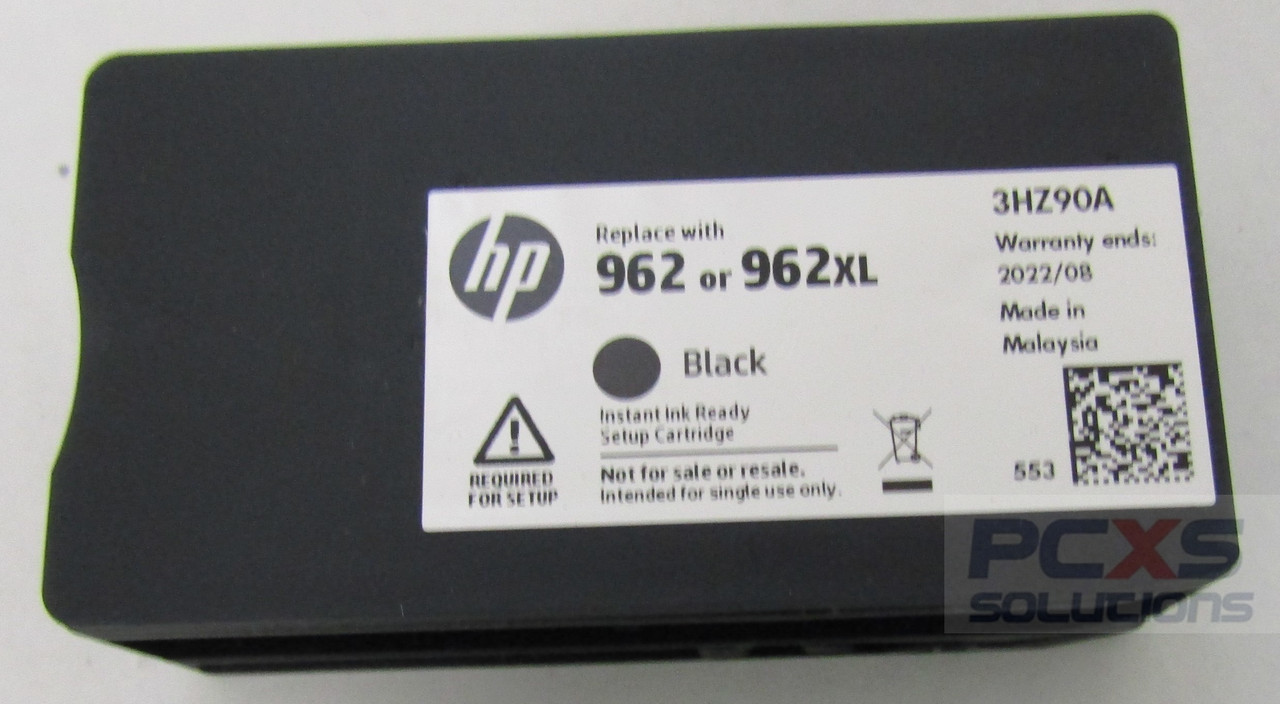 hp
Replace with
962 or 962XL
Black
Instant Ink Ready
Setup Cartridge
Not for sale or resale.
Intended for single use only.
REQUIRED
FOR SETUP
3HZ90A
Warranty ends:
2022/08
Made in
Malaysia
553
PCXS
SOLUTIONS